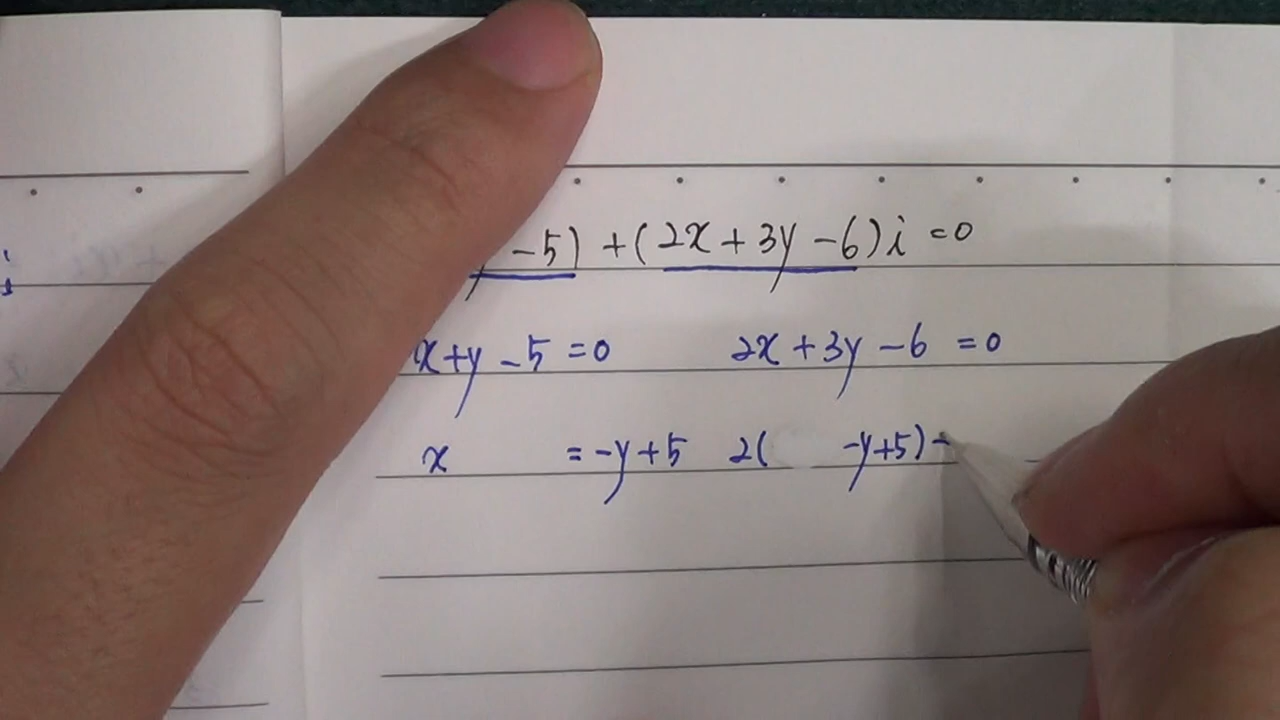 y -5) +(2x+3y-6)i =0
x+y-5=0 2x+3y-6=0
x =-y+5 2( -y+5)-